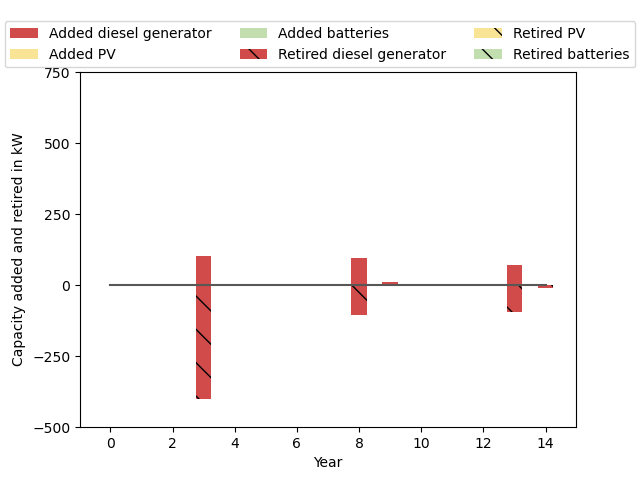 Added diesel generator
Added PV
Added batteries
Retired diesel generator
Retired PV
Retired batteries
750
500
250
0
−250
−500
Capacity added and retired in kW
0 2 4 6 8 10 12 14
Year